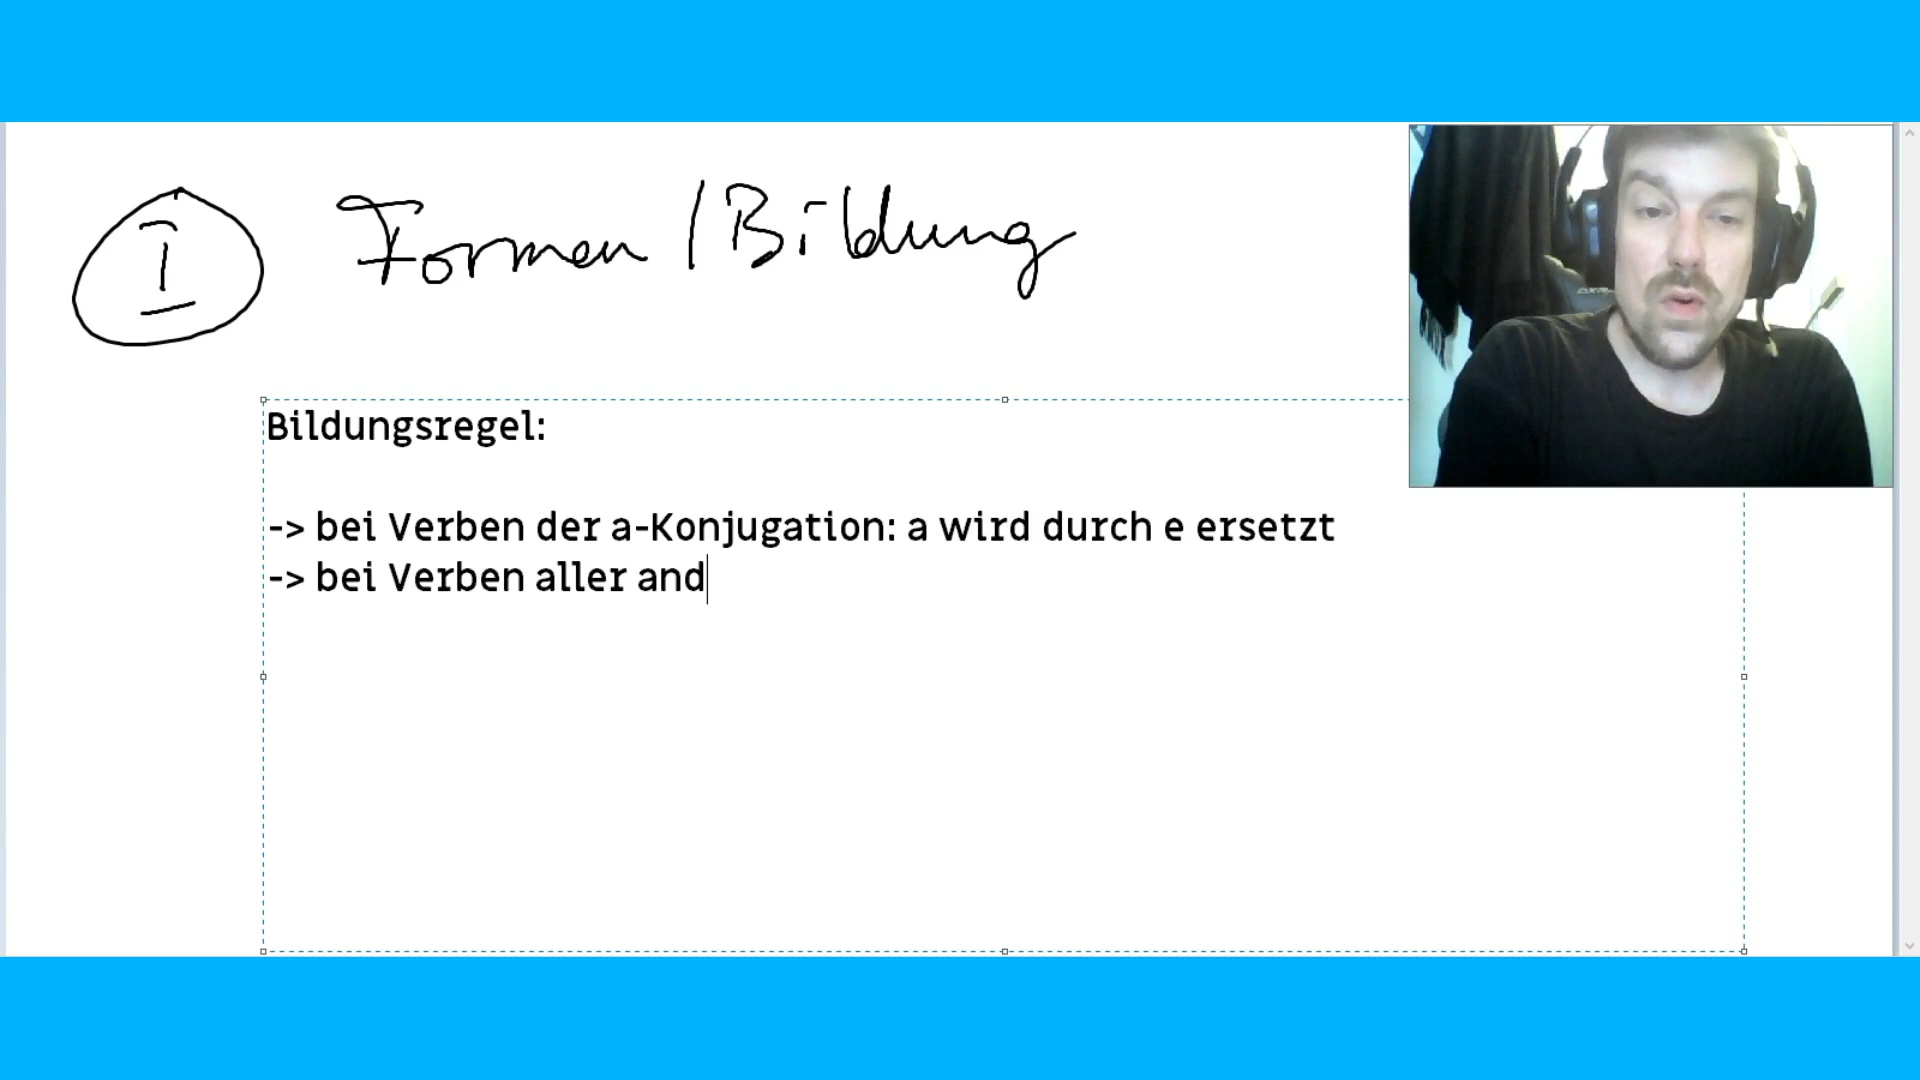 I Formen / Bildung
Bildungsregel:
-> bei Verben der a-Konjugation: a wird durch e ersetzt
-> bei Verben aller and